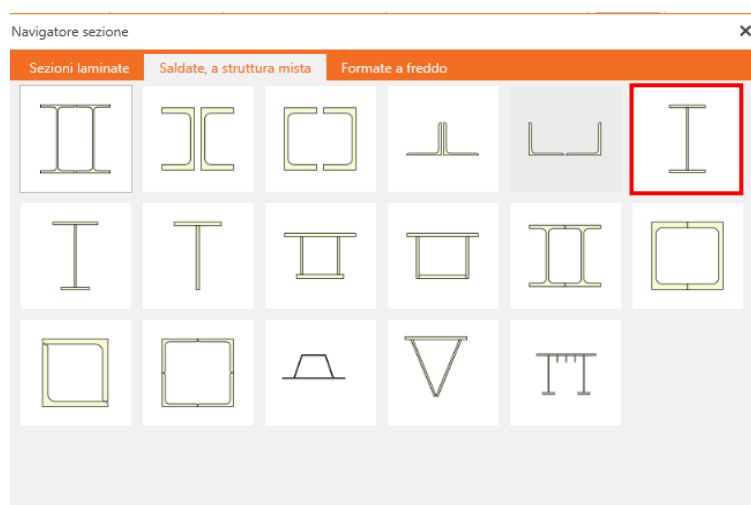 Navigatore sezione
Sezioni laminate Saldate, a struttura mista Formate a freddo